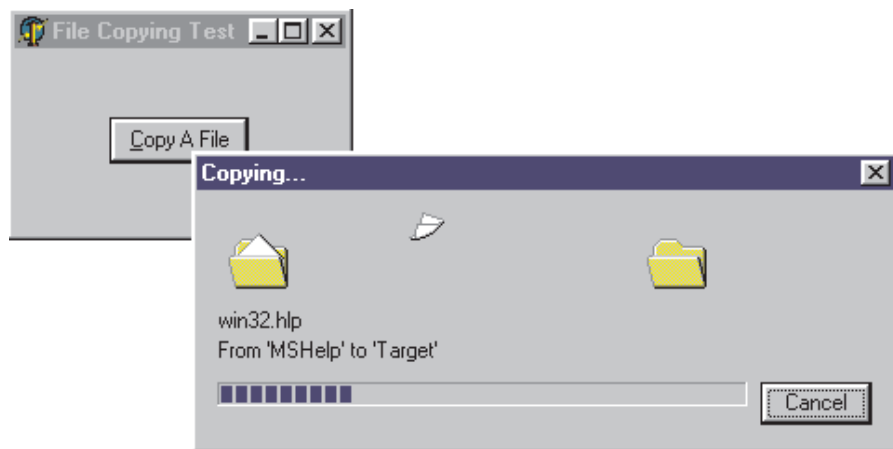 File Copying Test
Copy A File
Copying...
win32.hlp
From 'MSHelp' to 'Target'
Cancel